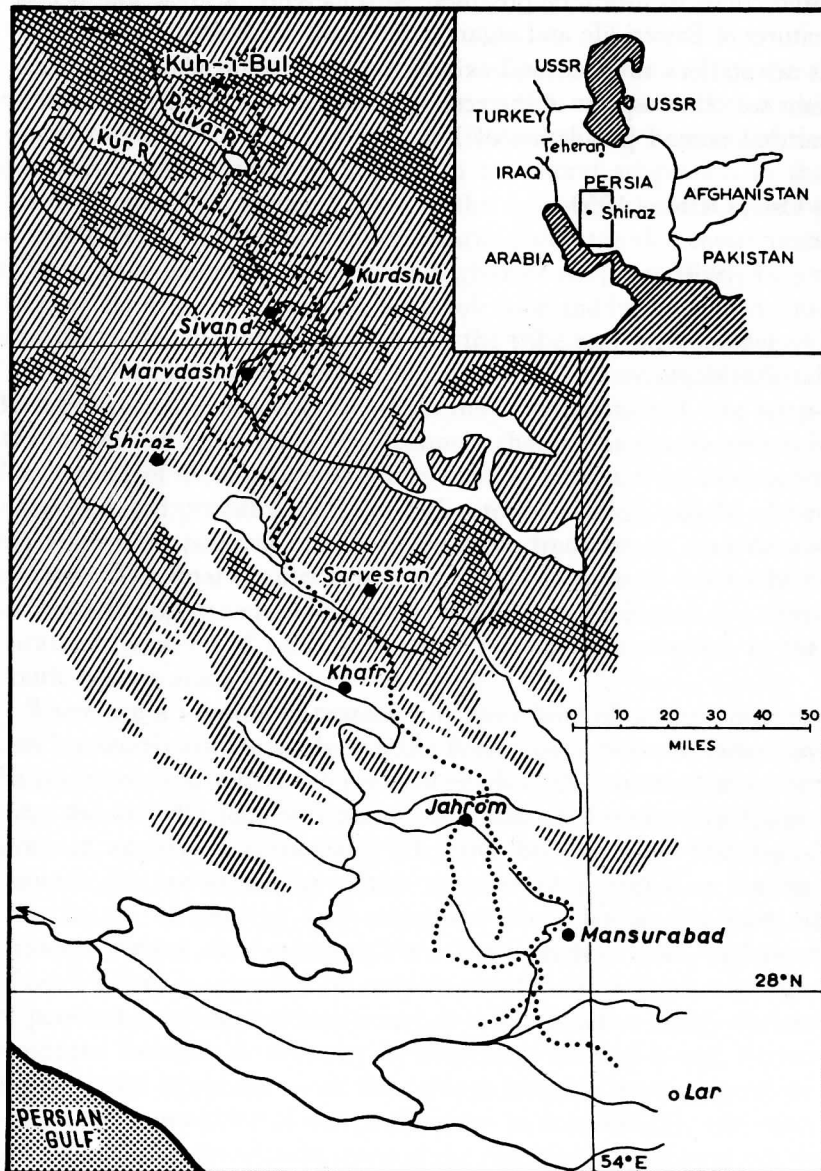 Kuh-i-Bul
Pulvar R.
Kur R.
Kurdshul
Sivand
Marvdasht
Shiraz
Sarvestan
Khafr
Jahrom
Mansurabad
Lar
PERSIAN
GULF
28°N
54°E
0 10 20 30 40 50
MILES
USSR
USSR
TURKEY
Teheran
IRAQ
PERSIA
AFGHANISTAN
Shiraz
ARABIA
PAKISTAN